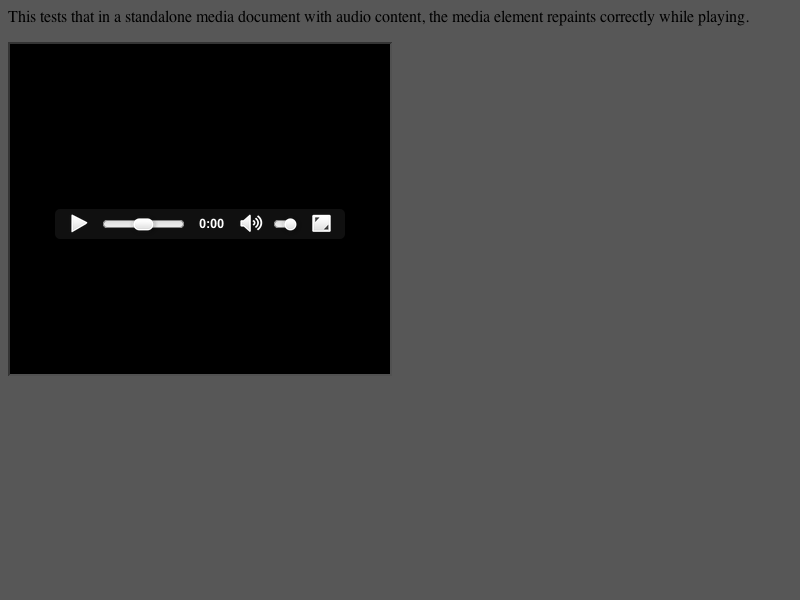 This tests that in a standalone media document with audio content, the media element repaints correctly while playing.
0:00